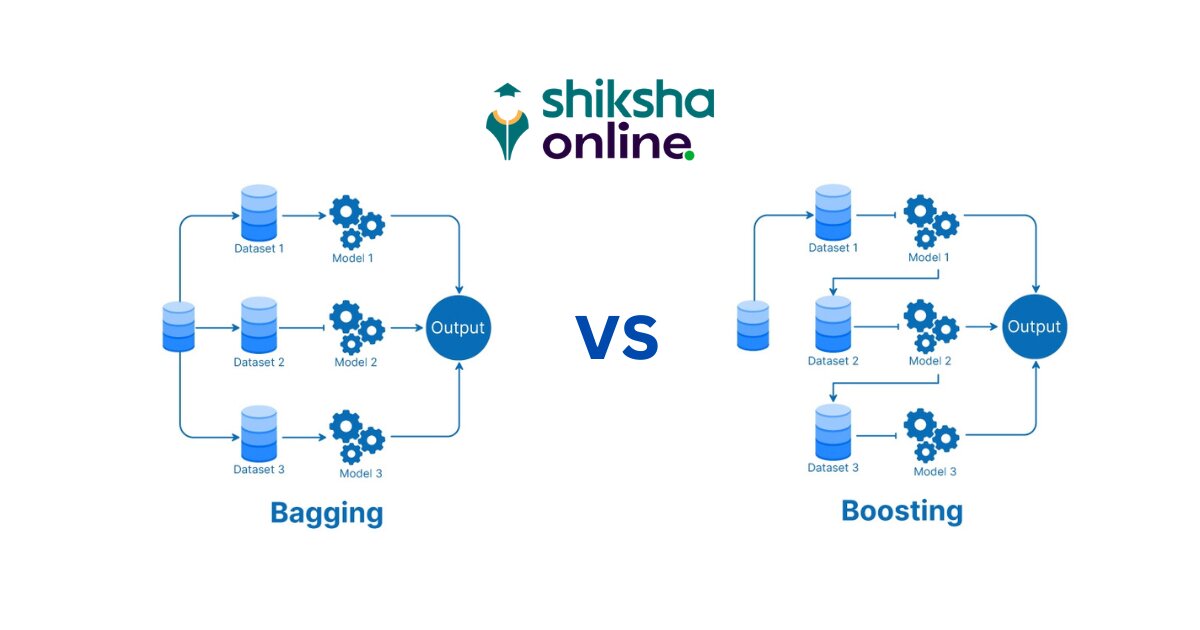 shiksha
online.
Dataset 1
Model 1
Dataset 2
Model 2
Output
Dataset 3
Model 3
Bagging
VS
Dataset 1
Model 1
Dataset 2
Model 2
Output
Dataset 3
Model 3
Boosting